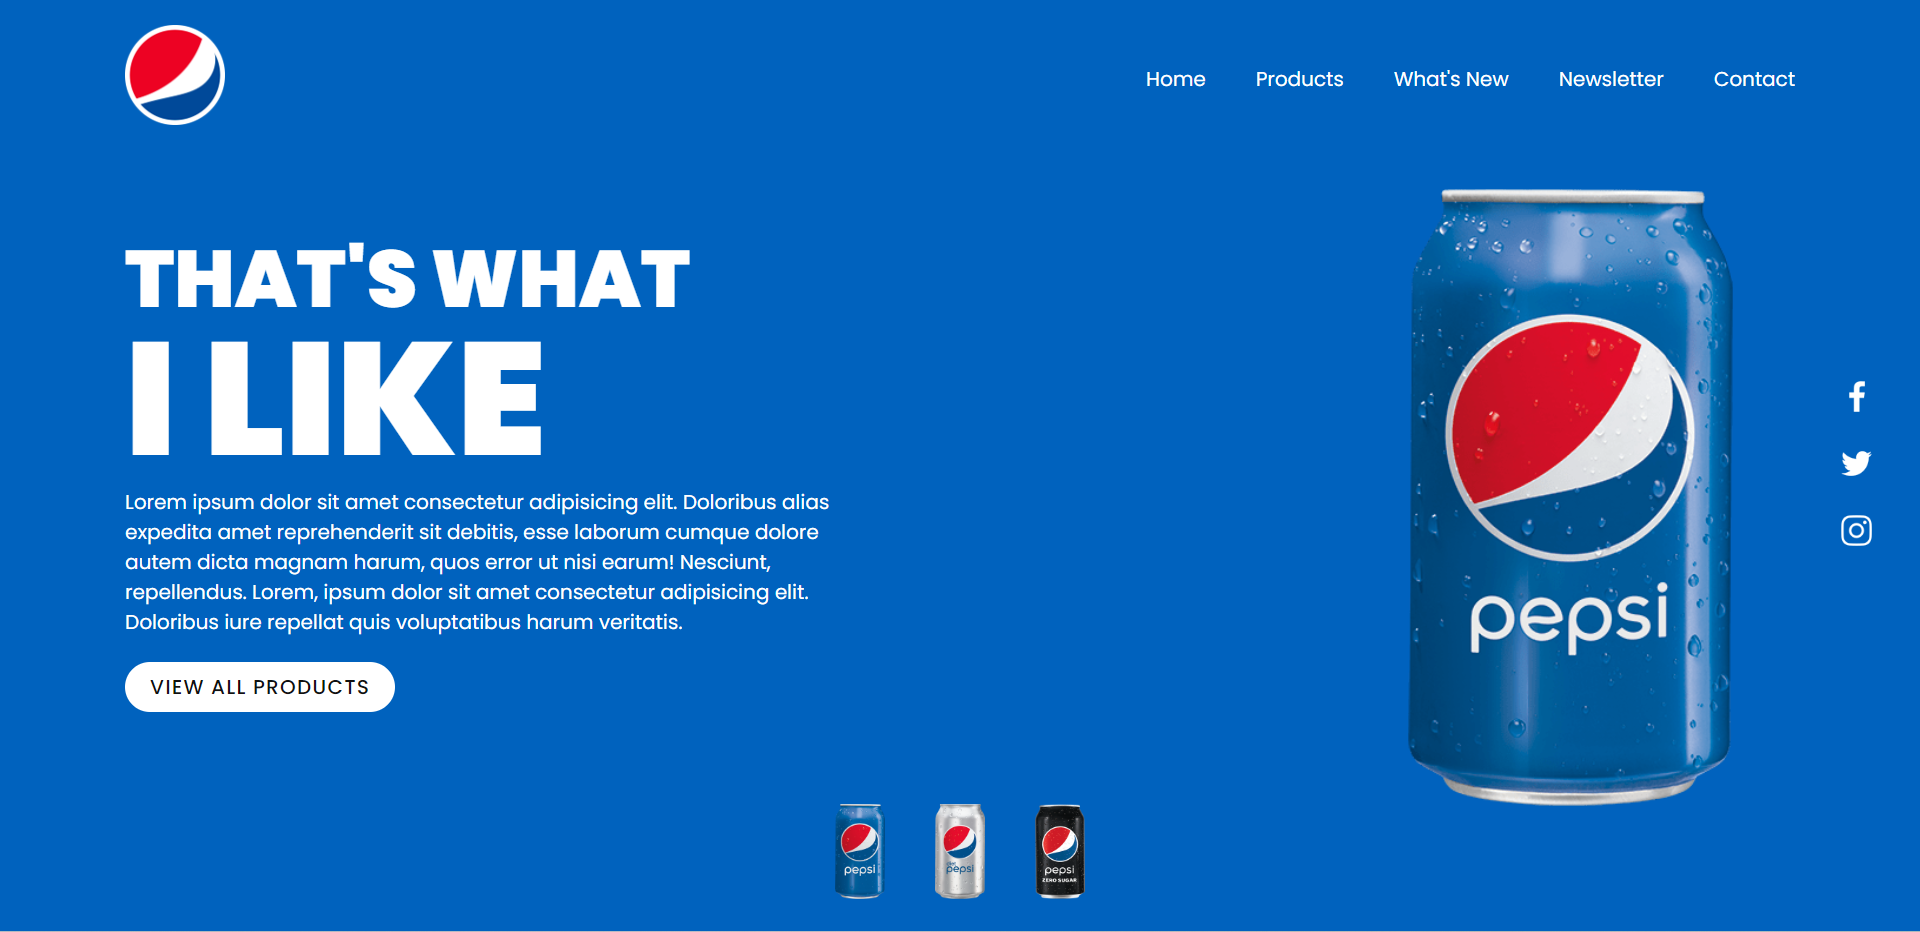 Home Products What's New Newsletter Contact
THAT'S WHAT
I LIKE
Lorem ipsum dolor sit amet consectetur adipisicing elit. Doloribus alias
expedita amet reprehenderit sit debitis, esse laborum cumque dolore
autem dicta magnam harum, quos error ut nisi earum! Nesciunt,
repellendus. Lorem, ipsum dolor sit amet consectetur adipisicing elit.
Doloribus iure repellat quis voluptatibus harum veritatis.
VIEW ALL PRODUCTS
pepsi
pepsi
diet
pepsi
pepsi
ZERO SUGAR